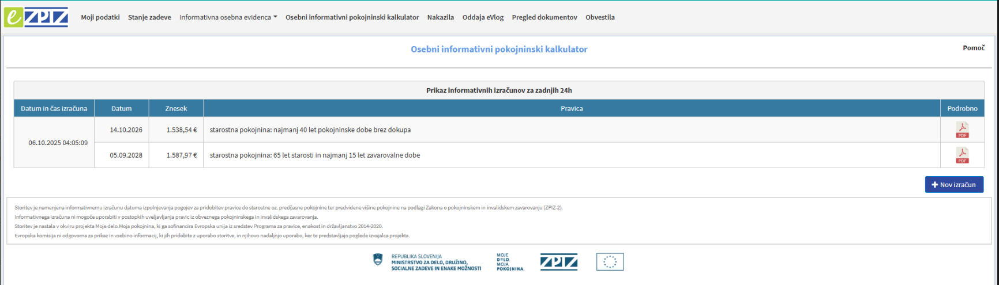 e ZPIZ Moji podatki Stanje zadeve Informativna osebna evidenca Osebni informativni pokojninski kalkulator Nakazila Oddaja eVlog Pregled dokumentov Obvestila
Osebni informativni pokojninski kalkulator Pomoč
Prikaz informativnih izračunov za zadnjih 24h
Datum in čas izračuna Datum Znesek Pravica Podrobno
06.10.2025 04:05:09
14.10.2026 1.538,54 € starostna pokojnina: najmanj 40 let pokojninske dobe brez dokupa PDF
05.09.2028 1.587,97 € starostna pokojnina: 65 let starosti in najmanj 15 let zavarovalne dobe PDF
+ Nov izračun
Storitev je namenjena informativnemu izračunu datuma izpolnjevanja pogojev za pridobitev pravice do starostne oz. predčasne pokojnine ter predvidene višine pokojnine na podlagi Zakona o pokojninskem in invalidskem zavarovanju (ZPIZ-2).
Informativnega izračuna ni mogoče uporabiti v postopkih uveljavljanja pravic iz obveznega pokojninskega in invalidskega zavarovanja.
Storitev je nastala v okviru projekta Moje delo.Moja pokojnina, ki ga sofinancira Evropska unija iz sredstev Programa za pravice, enakost in državljanstvo 2014-2020.
Evropska komisija ni odgovorna za prikaz in vsebino informacij, ki jih pridobite z uporabo storitve, in njihovo nadaljnjo uporabo, ker te predstavljajo poglede izvajalca projekta.
REPUBLIKA SLOVENIJA
MINISTRSTVO ZA DELO, DRUŽINO,
SOCIALNE ZADEVE IN ENAKE MOŽNOSTI
MOJE
DELO.
MOJA
POKOJNINA.
ZPIZ